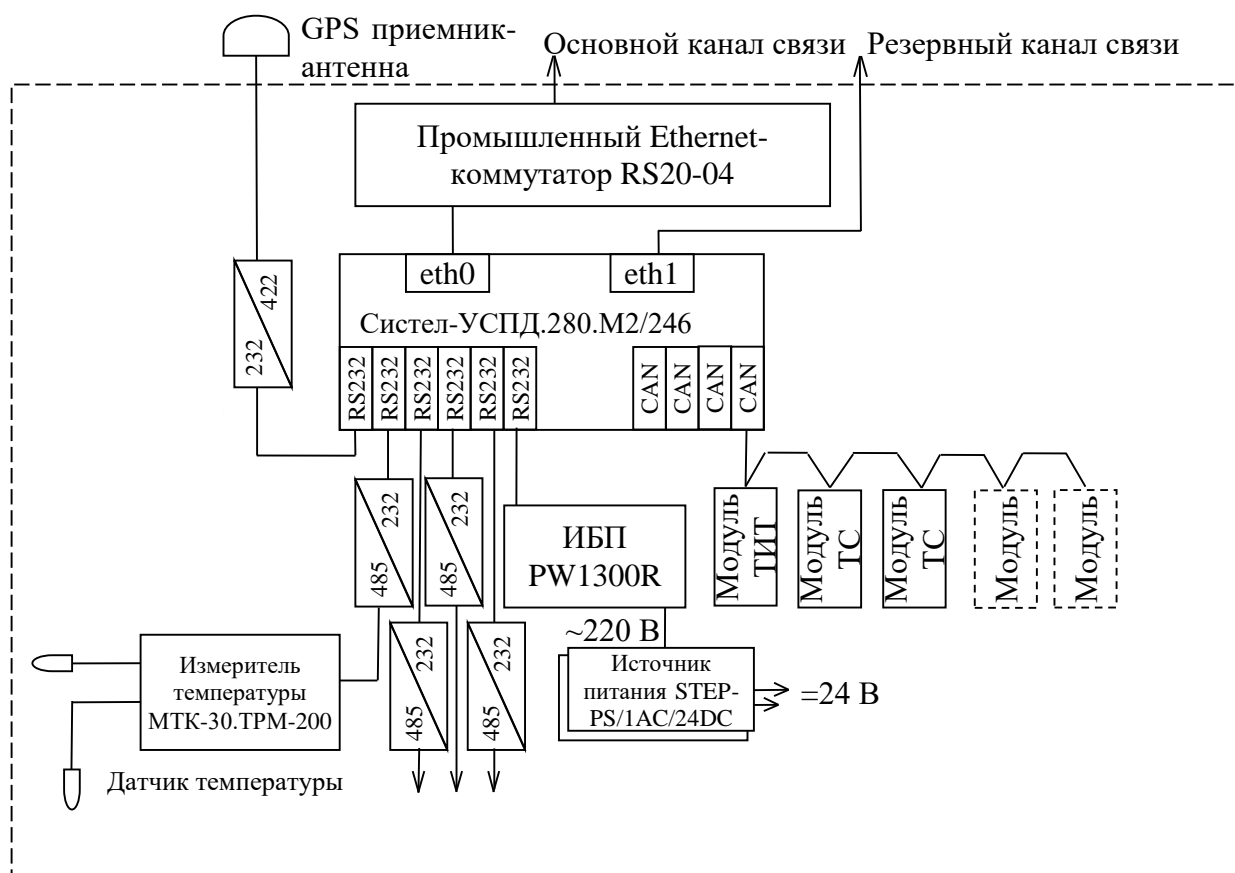 GPS приемник-
антенна
Основной канал связи
Резервный канал связи
Промышленный Ethernet-
коммутатор RS20-04
eth0
eth1
Систел-УСПД.280.М2/246
422
232
RS232
RS232
RS232
RS232
RS232
RS232
CAN
CAN
CAN
CAN
232
485
232
485
232
485
232
485
ИБП
PW1300R
Модуль
ТИТ
Модуль
ТС
Модуль
ТС
Модуль
Модуль
~220 В
Источник
питания STEP-
PS/1AC/24DC
=24 В
Измеритель
температуры
МТК-30.ТРМ-200
Датчик температуры